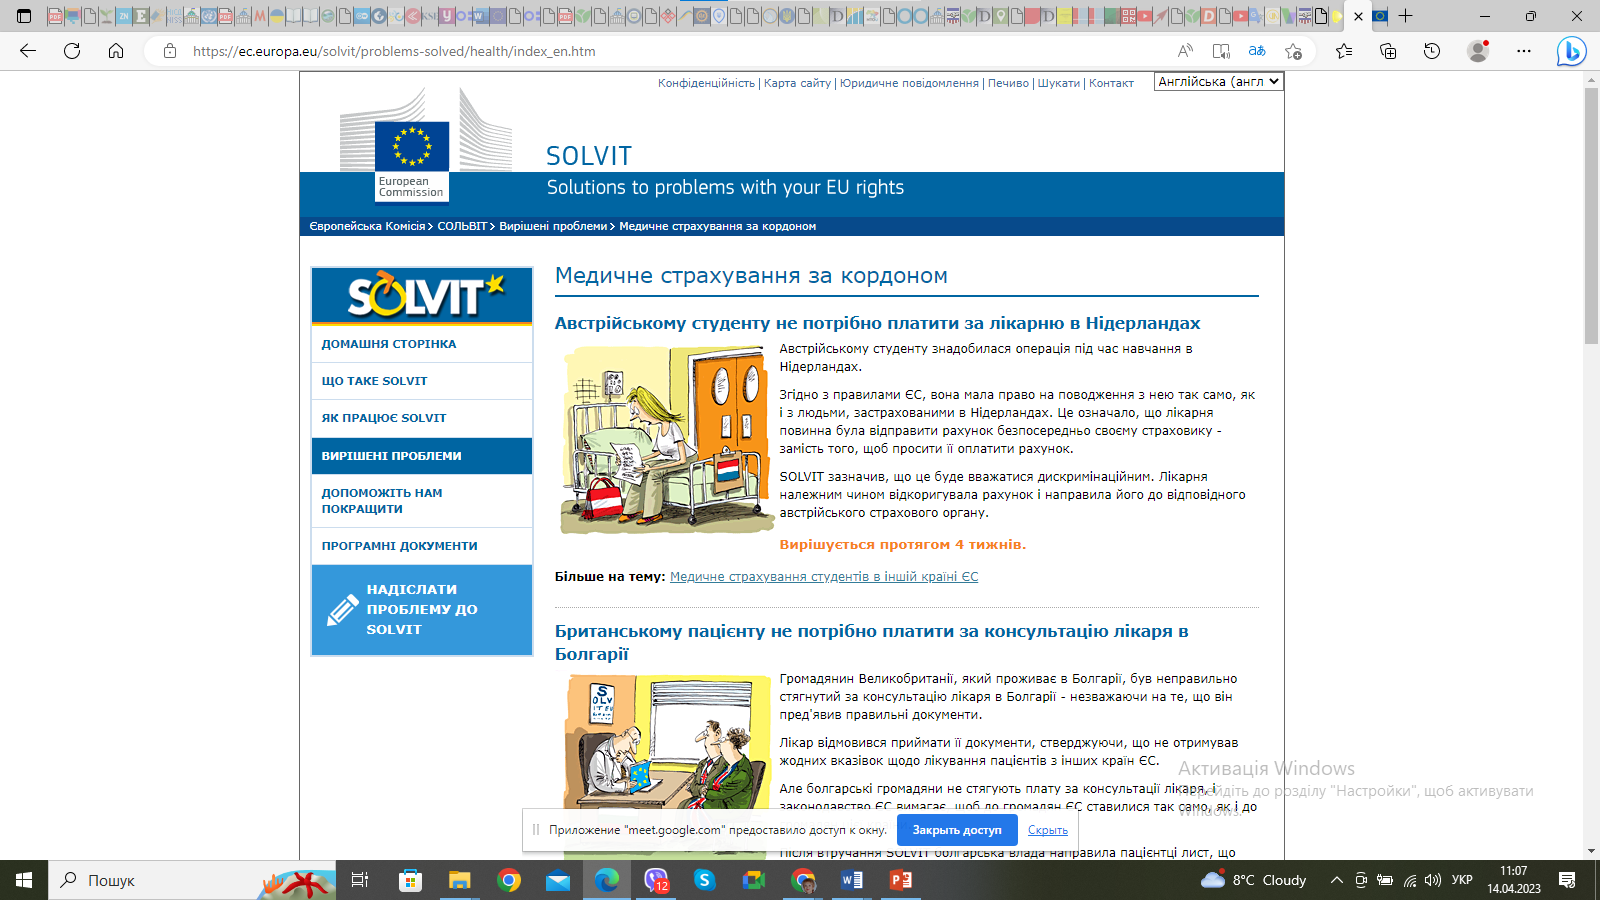 https://ec.europa.eu/solvit/problems-solved/health/index_en.htm
Конфіденційність | Карта сайту | Юридичне повідомлення | Печиво | Шукати | Контакт
Англійська (англ
SOLVIT
European
Commission
Solutions to problems with your EU rights
Європейська Комісія > СОЛЬВІТ > Вирішені проблеми > Медичне страхування за кордоном
SOLVIT
ДОМАШНЯ СТОРІНКА
ЩО ТАКЕ SOLVIT
ЯК ПРАЦЮЄ SOLVIT
ВИРІШЕНІ ПРОБЛЕМИ
ДОПОМОЖІТЬ НАМ
ПОКРАЩИТИ
ПРОГРАМНІ ДОКУМЕНТИ
НАДІСЛАТИ
ПРОБЛЕМУ ДО
SOLVIT
Медичне страхування за кордоном
Австрійському студенту не потрібно платити за лікарню в Нідерландах
Австрійському студенту знадобилася операція під час навчання в
Нідерландах.
Згідно з правилами ЄС, вона мала право на поводження з нею так само, як
і з людьми, застрахованими в Нідерландах. Це означало, що лікарня
повинна була відправити рахунок безпосередньо своєму страховику -
замість того, щоб просити її оплатити рахунок.
SOLVIT зазначив, що це буде вважатися дискримінаційним. Лікарня
належним чином відкоригувала рахунок і направила його до відповідного
австрійського страхового органу.
Вирішується протягом 4 тижнів.
Більше на тему: Медичне страхування студентів в іншій країні ЄС
Британському пацієнту не потрібно платити за консультацію лікаря в
Болгарії
Громадянин Великобританії, який проживає в Болгарії, був неправильно
стягнутий за консультацію лікаря в Болгарії - незважаючи на те, що він
пред'явив правильні документи.
Лікар відмовився приймати її документи, стверджуючи, що не отримував
жодних вказівок щодо лікування пацієнтів з інших країн ЄС.
Але болгарські громадяни не стягують плату за консультації лікаря, і
законодавство ЄС вимагає, щоб до громадян ЄС ставилися так само, як і до
Після втручання SOLVIT болгарська влада направила пацієнтці лист, що
Активація Windows
Перейдіть до розділу "Настройки", щоб активувати
Windows.
Приложение "meet.google.com" предоставило доступ к окну.
Закрыть доступ
Скрыть
Пошук
12
8°C Cloudy
УКР
11:07
14.04.2023